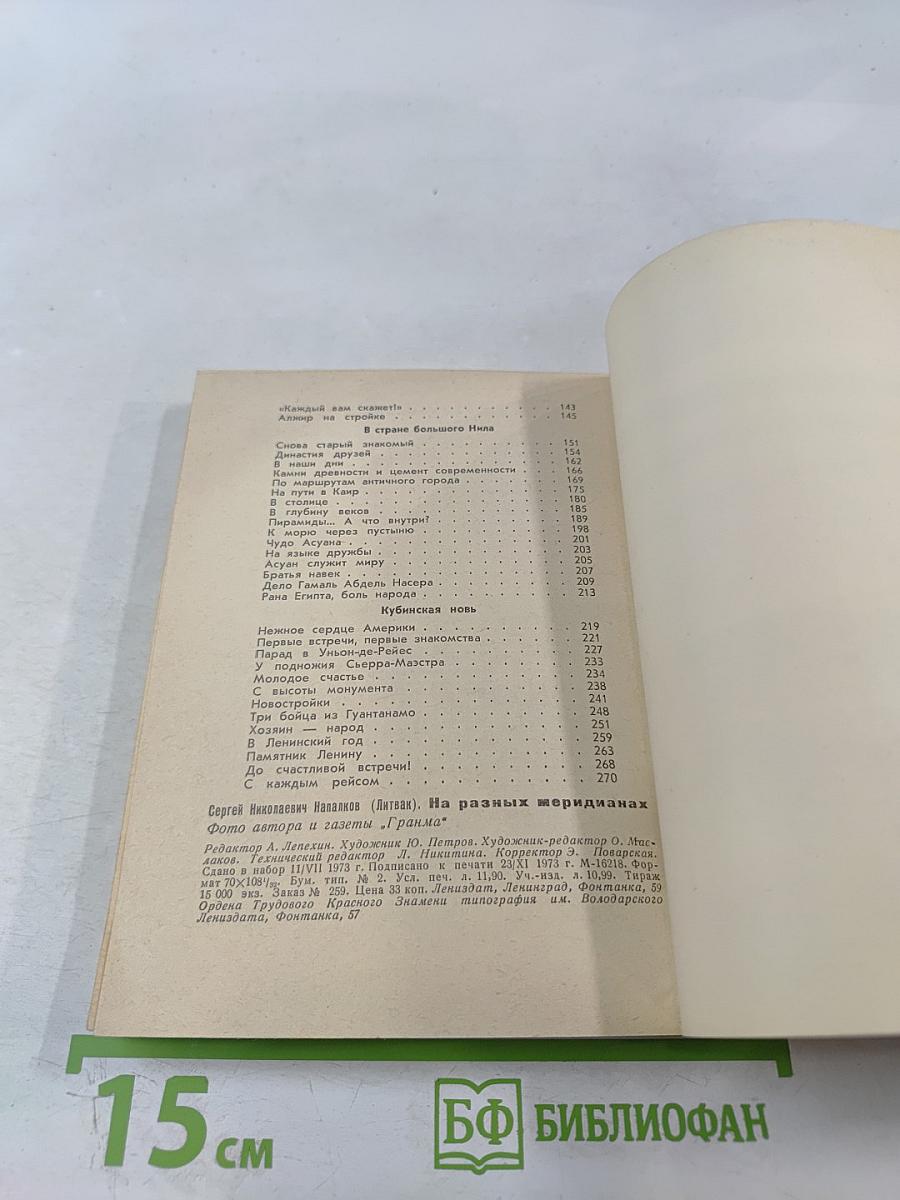 «Каждый вам скажет!» . . . . . . . . . . . 143
Алжир на стройке . . . . . . . . . . . 145
В стране большого Нила
Снова старый знакомый . . . . . . . . . . 151
Династия друзей . . . . . . . . . . . . 154
В наши дни . . . . . . . . . . . . . 162
Камни древности и цемент современности . . . 166
По маршрутам античного города . . . . . . . 169
На пути в Каир . . . . . . . . . . . . 175
В столице . . . . . . . . . . . . . . 180
В глубину веков . . . . . . . . . . . . 185
Пирамиды... А что внутри? . . . . . . . . 189
К морю через пустыню . . . . . . . . . . 198
Чудо Асуана . . . . . . . . . . . . . 201
На языке дружбы . . . . . . . . . . . . 203
Асуан служит миру . . . . . . . . . . . 205
Братья навек . . . . . . . . . . . . . 207
Дело Гамаль Абдель Насера . . . . . . . . 209
Рана Египта, боль народа . . . . . . . . . 213
Кубинская новь
Нежное сердце Америки . . . . . . . . . 219
Первые встречи, первые знакомства . . . . . 221
Парад в Уньон-де-Рейес . . . . . . . . . 227
У подножия Сьерра-Маэстра . . . . . . . 233
Молодое счастье . . . . . . . . . . . 234
С высоты монумента . . . . . . . . . . 238
Новостройки . . . . . . . . . . . . . 241
Три бойца из Гуантанамо . . . . . . . . . 248
Хозяин — народ . . . . . . . . . . . . 251
В Ленинский год . . . . . . . . . . . . 259
Памятник Ленину . . . . . . . . . . . 263
До счастливой встречи! . . . . . . . . . 268
С каждым рейсом . . . . . . . . . . . 270
Сергей Николаевич Напалков (Литвак). На разных меридианах
Фото автора и газеты „Гранма“
Редактор А. Лепехин. Художник Ю. Петров. Художник-редактор О. Мас-
лаков. Технический редактор Л. Никитина. Корректор Э. Поварская.
Сдано в набор 11/VII 1973 г. Подписано к печати 23/XI 1973 г. М-16218. Фор-
мат 70×108¹/₃₂. Бум. тип. № 2. Усл. печ. л. 11,90. Уч.-изд. л. 10,99. Тираж
15 000 экз. Заказ № 259. Цена 33 коп. Лениздат, Ленинград, Фонтанка, 59
Ордена Трудового Красного Знамени типография им. Володарского
Лениздата, Фонтанка, 57
15 см
БФ БИБЛИОФАН